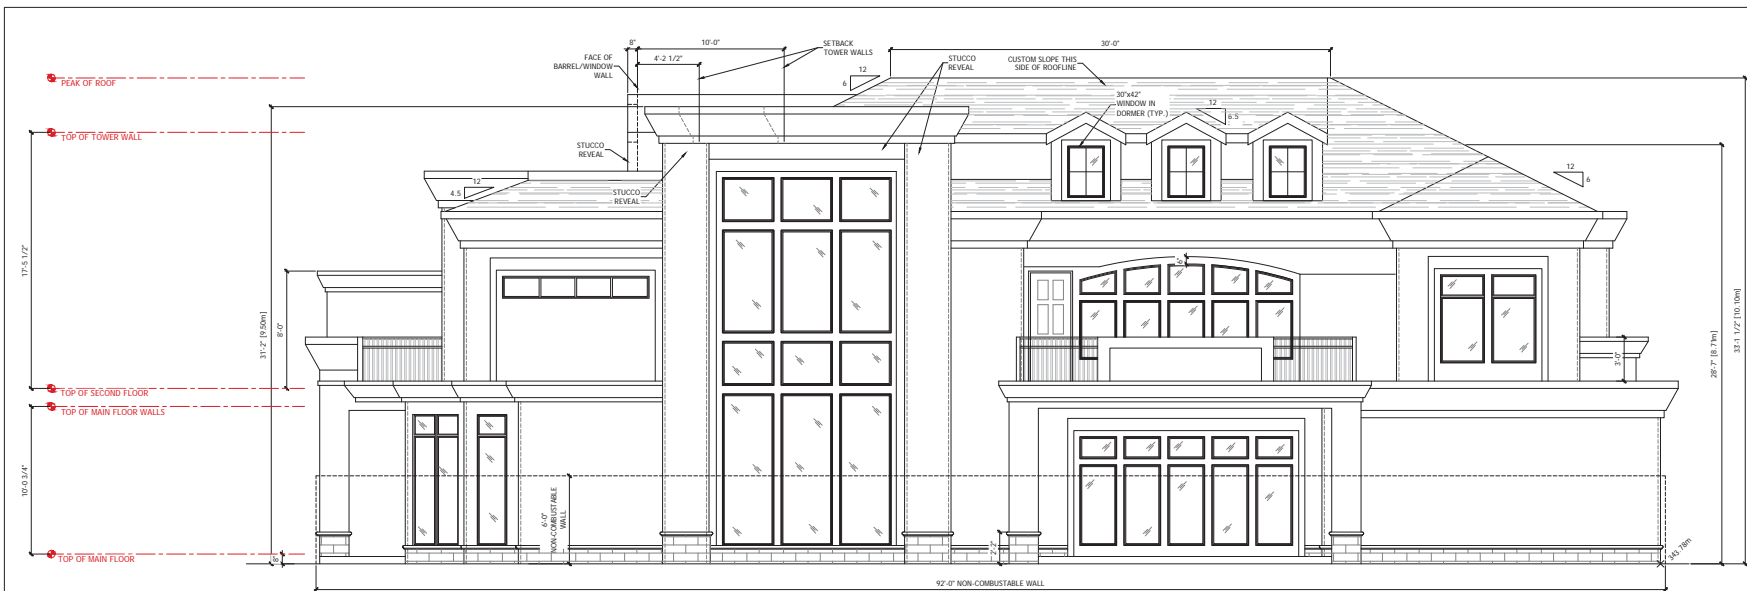 8"
10'-0"
SETBACK
TOWER WALLS
30'-0"
FACE OF
BARREL/WINDOW
WALL
4'-2 1/2"
12
6
STUCCO
REVEAL
CUSTOM SLOPE THIS
SIDE OF ROOFLINE
PEAK OF ROOF
30"x42"
WINDOW IN
DORMER (TYP.)
12
6.5
TOP OF TOWER WALL
STUCCO
REVEAL
12
6
12
4.5
STUCCO
REVEAL
17'-5 1/2"
31'-2" [9.50m]
8'-0"
6"
3'-0"
28'-7" [8.71m]
33'-1 1/2" [10.10m]
TOP OF SECOND FLOOR
TOP OF MAIN FLOOR WALLS
10'-0 3/4"
6'-0"
NON-COMBUSTABLE
WALL
2'-2"
343.78m
TOP OF MAIN FLOOR
8"
92'-0" NON-COMBUSTABLE WALL